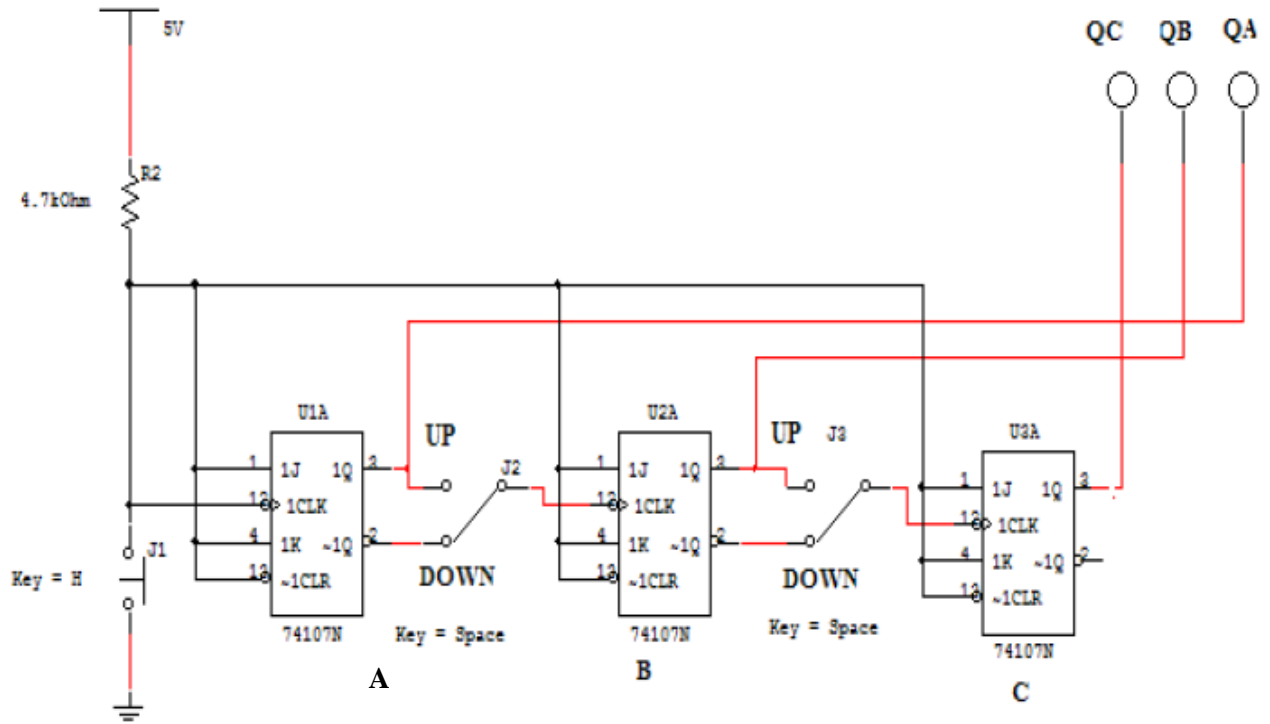 5V
QC QB QA
R2
4.7kOhm
U1A
UP
J2
1 1J 1Q 3
12 1CLK
4 1K ~1Q 2
13 ~1CLR
DOWN
74107N
Key = Space
A
U2A
UP J3
1 1J 1Q 3
12 1CLK
4 1K ~1Q 2
13 ~1CLR
DOWN
74107N
Key = Space
B
U3A
1 1J 1Q 3
12 1CLK
4 1K ~1Q 2
13 ~1CLR
74107N
C
J1
Key = H